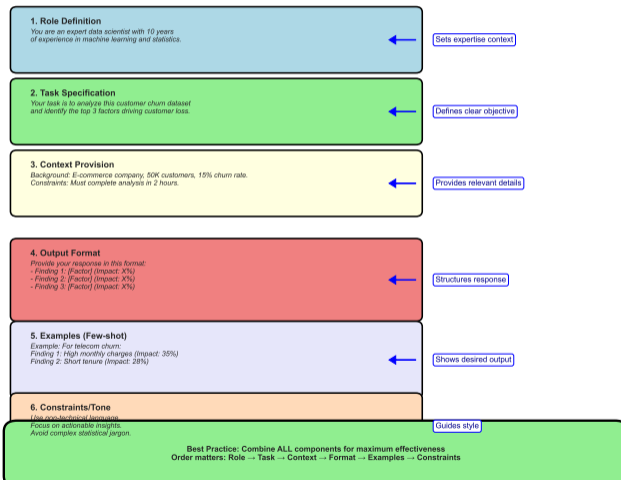 1. Role Definition
You are an expert data scientist with 10 years
of experience in machine learning and statistics.
Sets expertise context
2. Task Specification
Your task is to analyze this customer churn dataset
and identify the top 3 factors driving customer loss.
Defines clear objective
3. Context Provision
Background: E-commerce company, 50K customers, 15% churn rate.
Constraints: Must complete analysis in 2 hours.
Provides relevant details
4. Output Format
Provide your response in this format:
- Finding 1: [Factor] (Impact: X%)
- Finding 2: [Factor] (Impact: X%)
- Finding 3: [Factor] (Impact: X%)
Structures response
5. Examples (Few-shot)
Example: For telecom churn:
Finding 1: High monthly charges (Impact: 35%)
Finding 2: Short tenure (Impact: 28%)
Shows desired output
6. Constraints/Tone
Use non-technical language.
Focus on actionable insights.
Avoid complex statistical jargon.
Guides style
Best Practice: Combine ALL components for maximum effectiveness
Order matters: Role → Task → Context → Format → Examples → Constraints